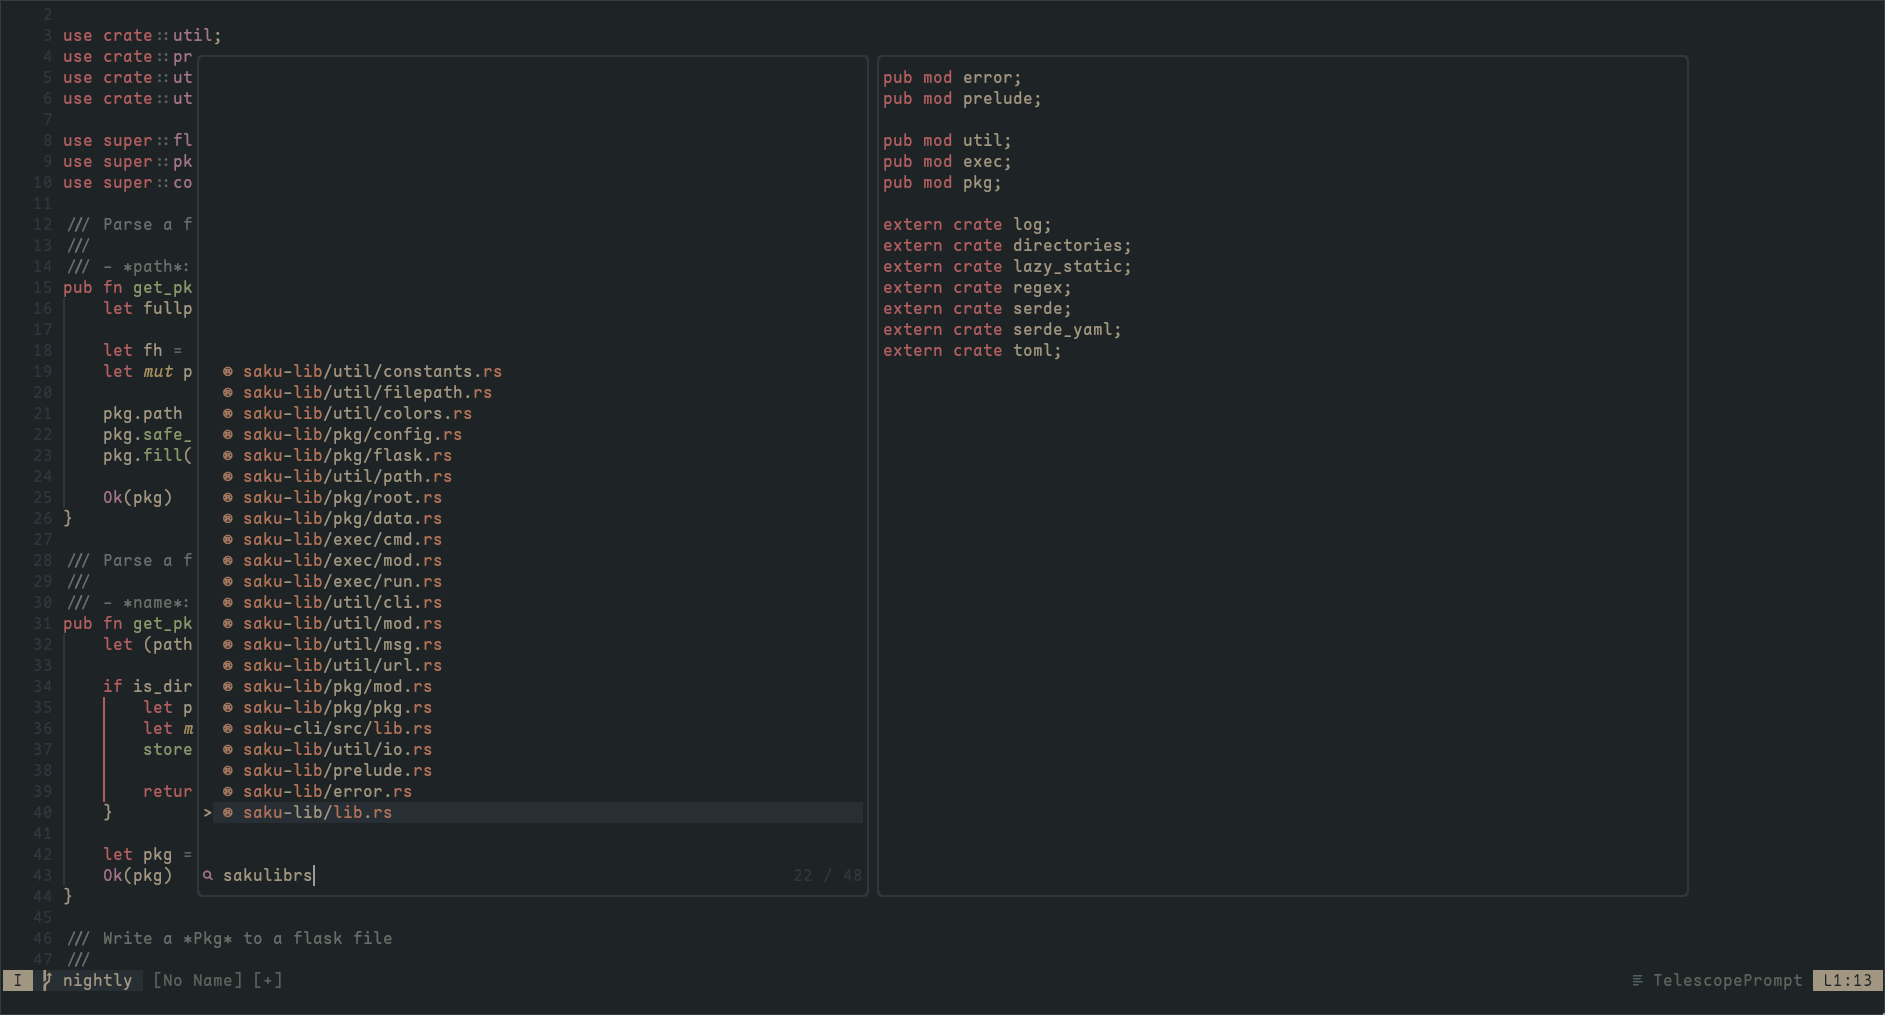 2
3 use crate::util;
4 use crate::pr
5 use crate::ut
6 use crate::ut
7
8 use super::fl
9 use super::pk
10 use super::co
11
12 /// Parse a f
13 ///
14 /// - *path*:
15 pub fn get_pk
16 let fullp
17
18 let fh =
19 let mut p
20
21 pkg.path
22 pkg.safe_
23 pkg.fill(
24
25 Ok(pkg)
26 }
27
28 /// Parse a f
29 ///
30 /// - *name*:
31 pub fn get_pk
32 let (path
33
34 if is_dir
35 let p
36 let m
37 store
38
39 retur
40 }
41
42 let pkg =
43 Ok(pkg)
44 }
45
46 /// Write a *Pkg* to a flask file
47 ///
saku-lib/util/constants.rs
saku-lib/util/filepath.rs
saku-lib/util/colors.rs
saku-lib/pkg/config.rs
saku-lib/pkg/flask.rs
saku-lib/util/path.rs
saku-lib/pkg/root.rs
saku-lib/pkg/data.rs
saku-lib/exec/cmd.rs
saku-lib/exec/mod.rs
saku-lib/exec/run.rs
saku-lib/util/cli.rs
saku-lib/util/mod.rs
saku-lib/util/msg.rs
saku-lib/util/url.rs
saku-lib/pkg/mod.rs
saku-lib/pkg/pkg.rs
saku-cli/src/lib.rs
saku-lib/util/io.rs
saku-lib/prelude.rs
saku-lib/error.rs
> saku-lib/lib.rs
sakulibrs 22 / 48
pub mod error;
pub mod prelude;
pub mod util;
pub mod exec;
pub mod pkg;
extern crate log;
extern crate directories;
extern crate lazy_static;
extern crate regex;
extern crate serde;
extern crate serde_yaml;
extern crate toml;
I nightly [No Name] [+] TelescopePrompt L1:13